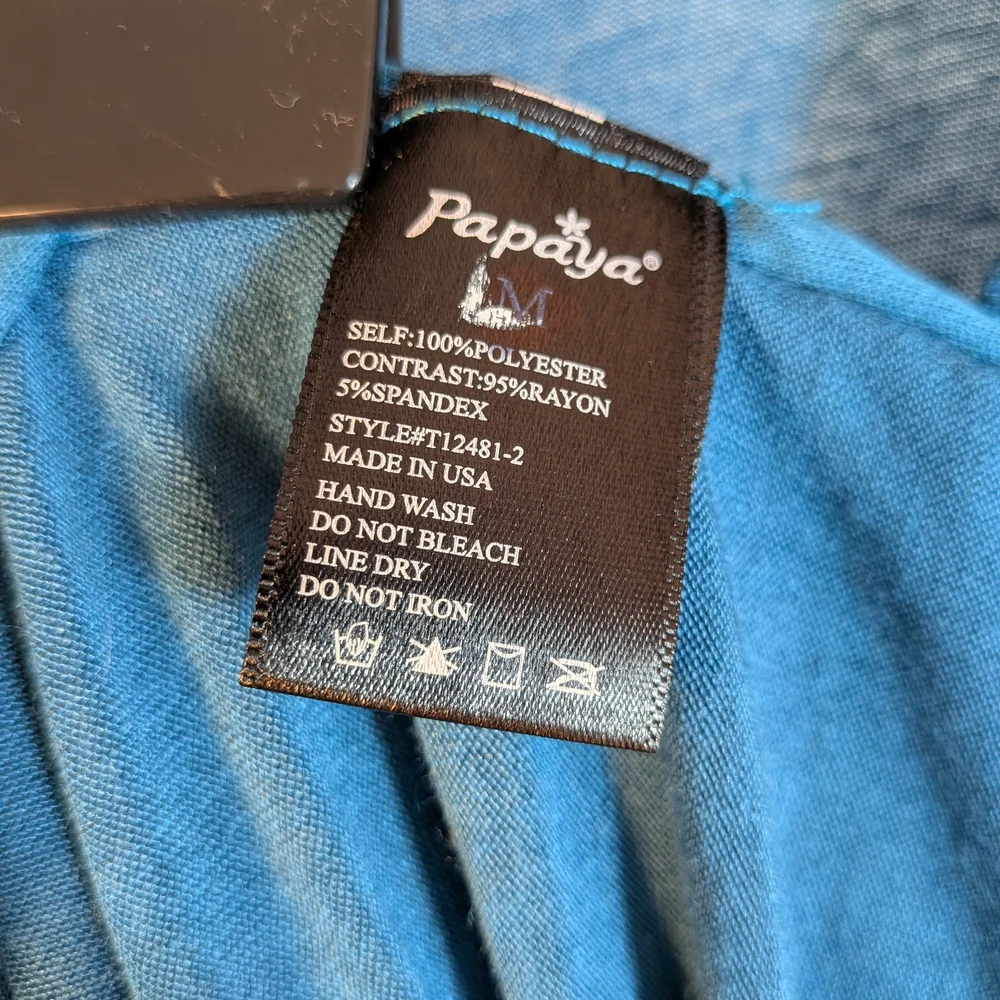 Papaya®
M
SELF:100%POLYESTER
CONTRAST:95%RAYON
5%SPANDEX
STYLE#T12481-2
MADE IN USA
HAND WASH
DO NOT BLEACH
LINE DRY
DO NOT IRON